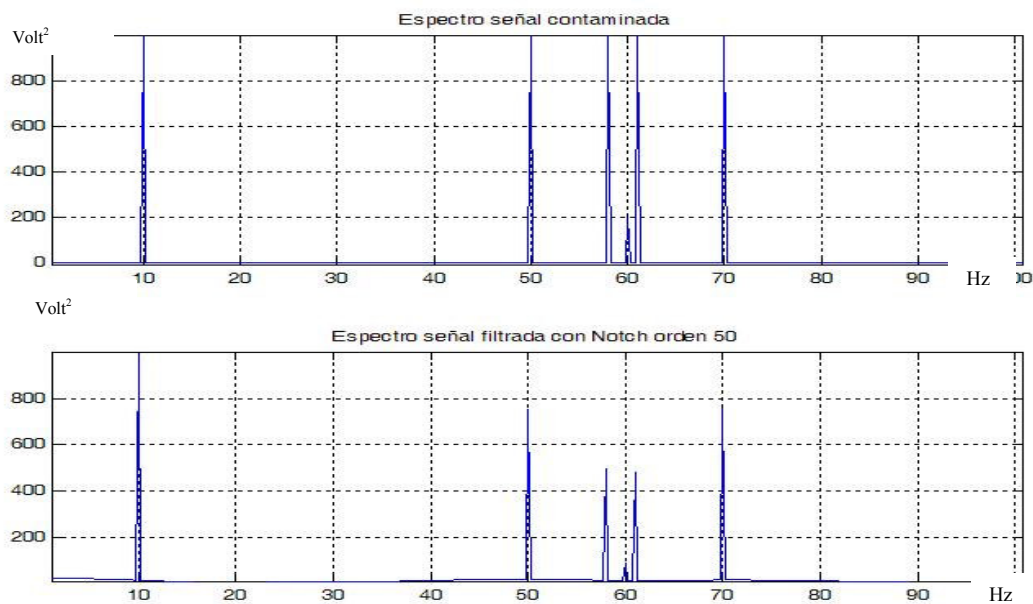 Espectro señal contaminada
Volt²
800
600
400
200
0
10 20 30 40 50 60 70 80 90 00
Hz
Volt²
Espectro señal filtrada con Notch orden 50
800
600
400
200
10 20 30 40 50 60 70 80 90
Hz